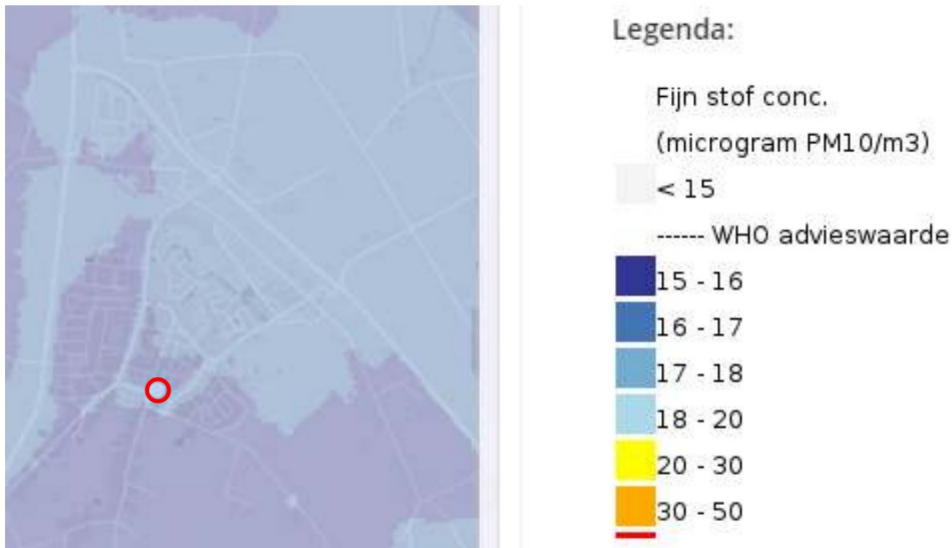 Legenda:
Fijn stof conc.
(microgram PM10/m3)
< 15
------ WHO advieswaarde
15 - 16
16 - 17
17 - 18
18 - 20
20 - 30
30 - 50